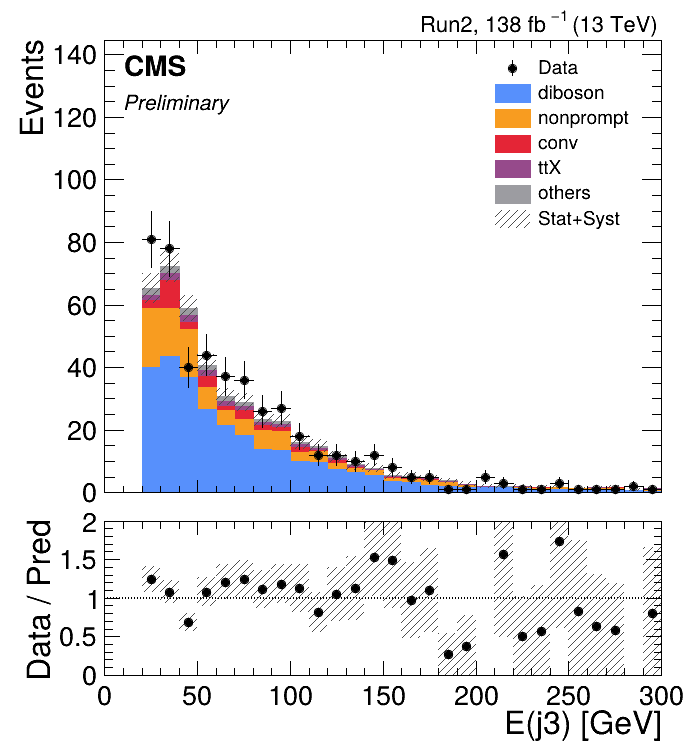 Run2, 138 fb⁻¹ (13 TeV)
CMS
Preliminary
Events
140
120
100
80
60
40
20
0
Data
diboson
nonprompt
conv
ttX
others
Stat+Syst
Data / Pred
2
1.5
1
0.5
0
0 50 100 150 200 250 300
E(j3) [GeV]